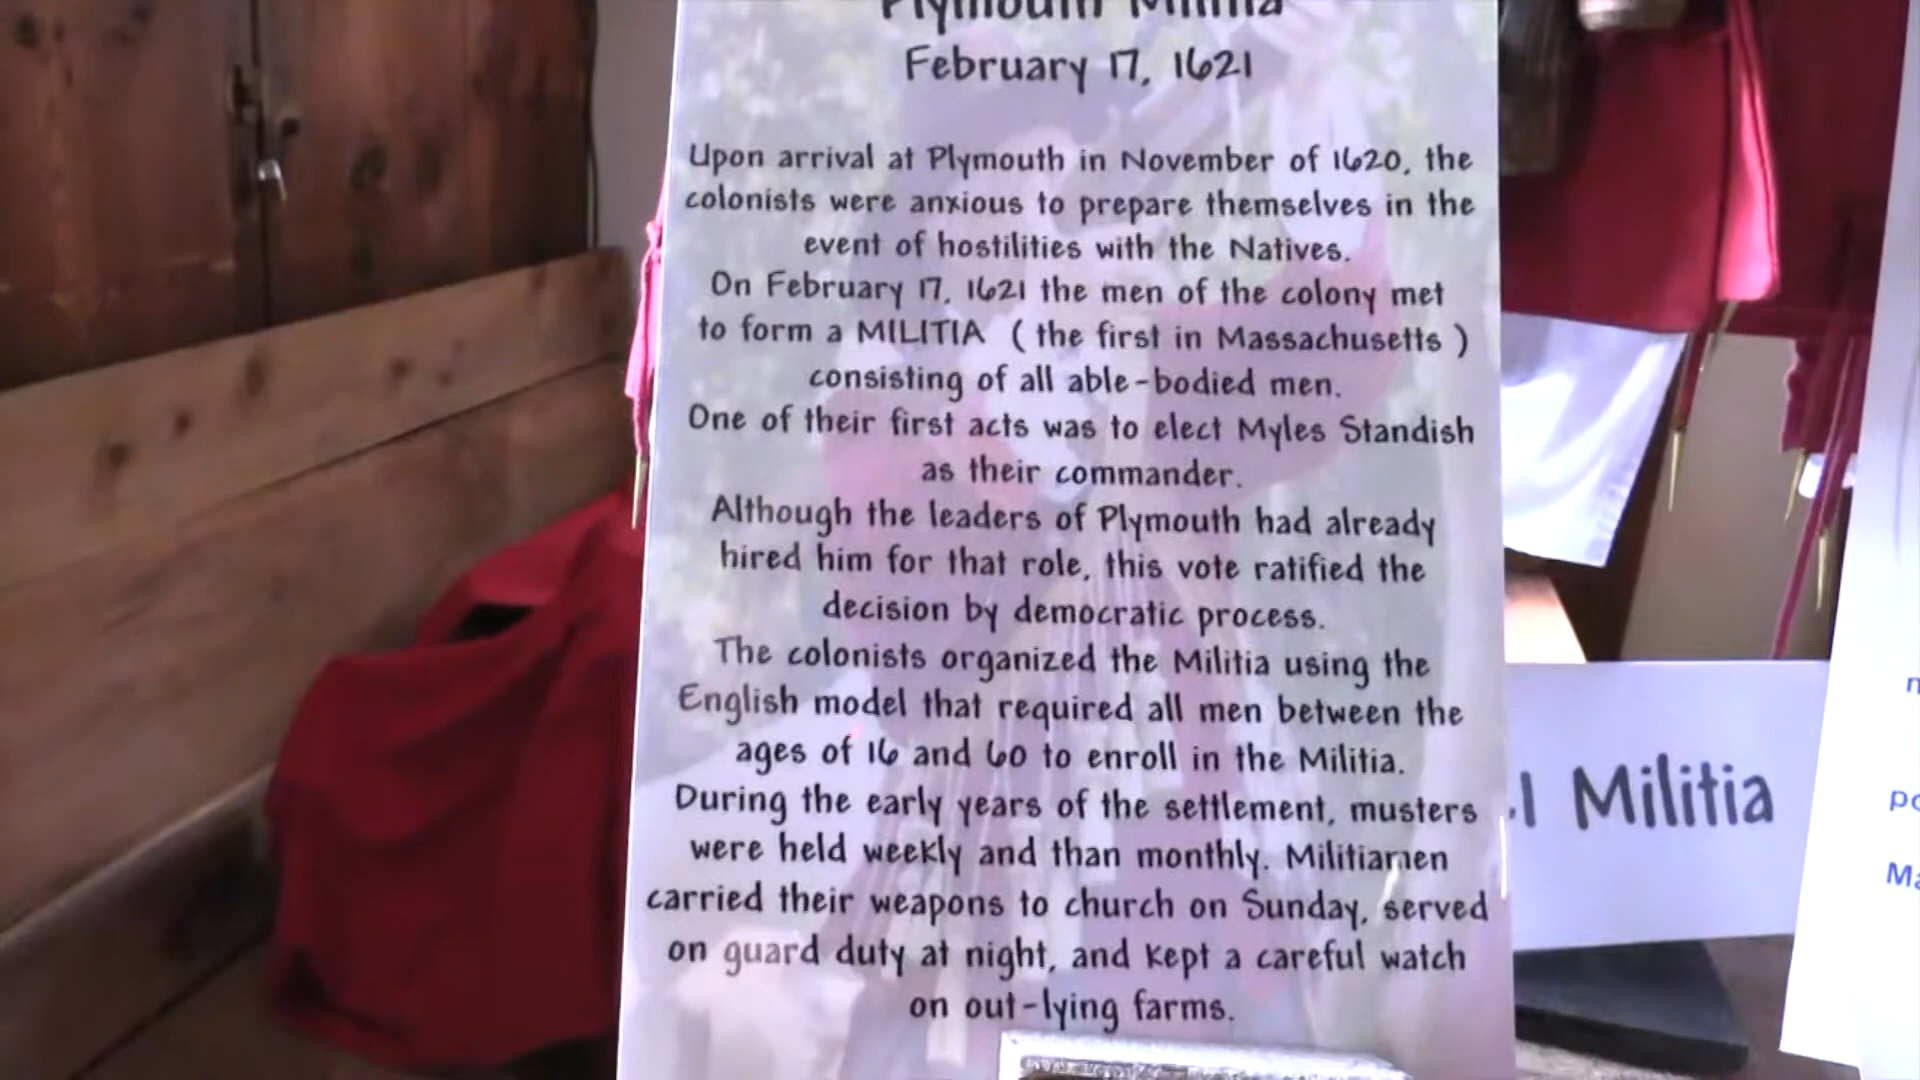 Plymouth Militia
February 17, 1621
Upon arrival at Plymouth in November of 1620, the
colonists were anxious to prepare themselves in the
event of hostilities with the Natives.
On February 17, 1621 the men of the colony met
to form a MILITIA ( the first in Massachusetts )
consisting of all able-bodied men.
One of their first acts was to elect Myles Standish
as their commander.
Although the leaders of Plymouth had already
hired him for that role, this vote ratified the
decision by democratic process.
The colonists organized the Militia using the
English model that required all men between the
ages of 16 and 60 to enroll in the Militia.
During the early years of the settlement, musters
were held weekly and than monthly. Militiamen
carried their weapons to church on Sunday, served
on guard duty at night, and kept a careful watch
on out-lying farms.
Militia